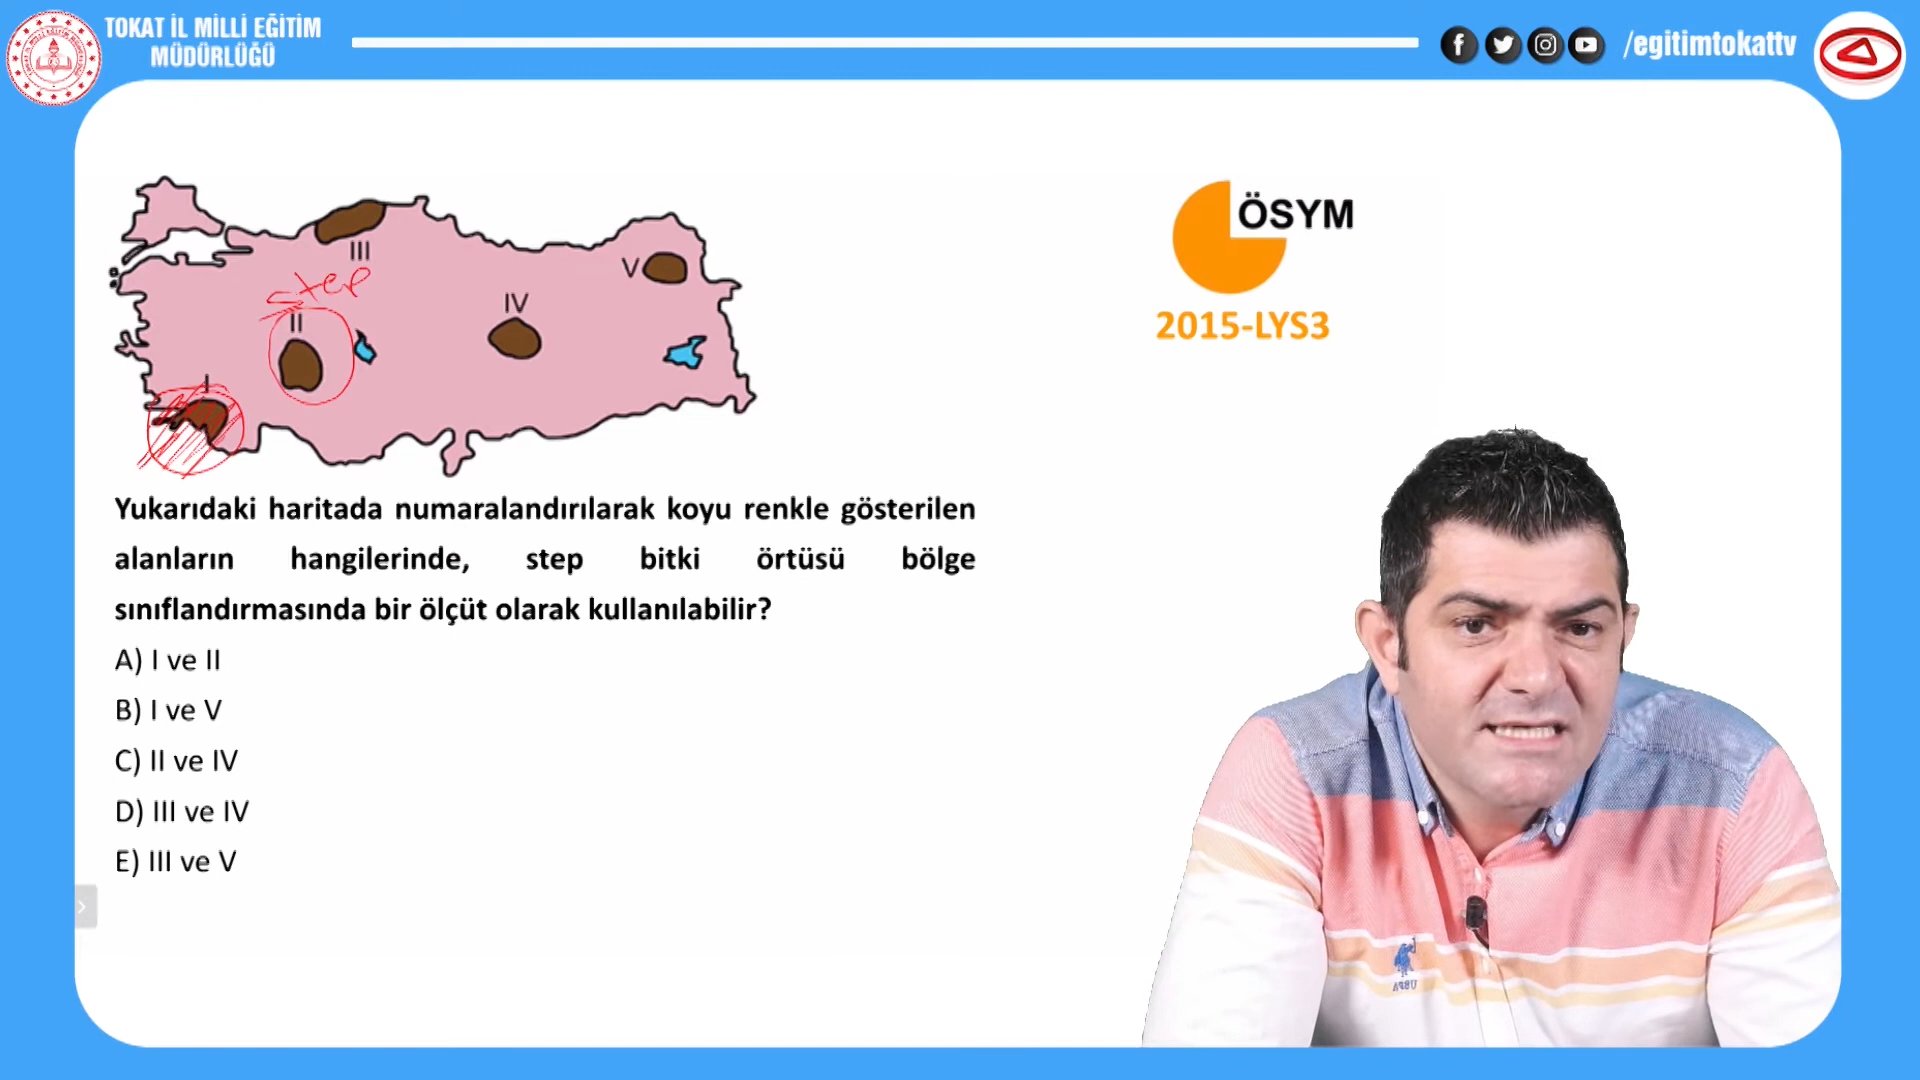 TOKAT İL MİLLİ EĞİTİM
MÜDÜRLÜĞÜ
/egitimtokattv
ÖSYM
2015-LYS3
III
V
step
IV
II
I
Yukarıdaki haritada numaralandırılarak koyu renkle gösterilen
alanların hangilerinde, step bitki örtüsü bölge
sınıflandırmasında bir ölçüt olarak kullanılabilir?
A) I ve II
B) I ve V
C) II ve IV
D) III ve IV
E) III ve V